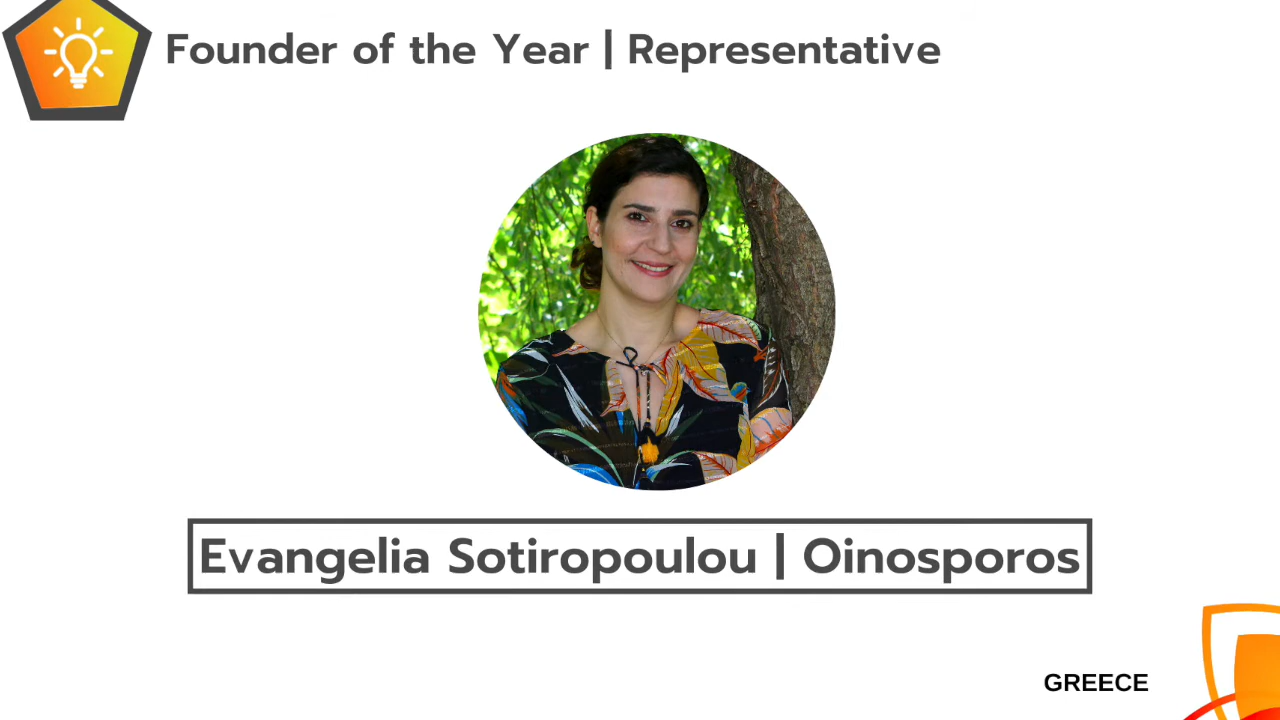 Founder of the Year | Representative
Evangelia Sotiropoulou | Oinosporos
GREECE